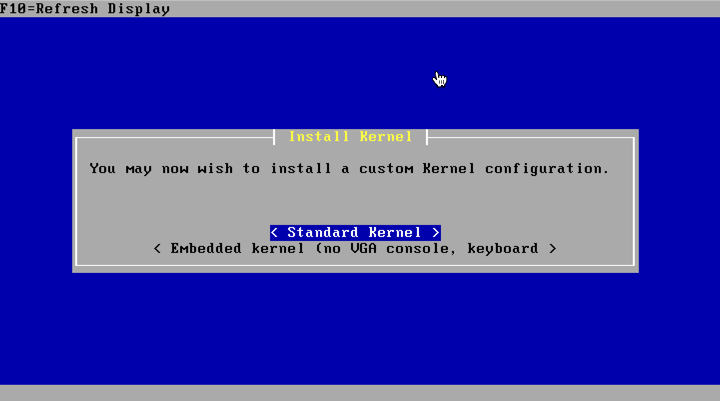 F10=Refresh Display
Install Kernel
You may now wish to install a custom Kernel configuration.
< Standard Kernel >
< Embedded kernel (no VGA console, keyboard >